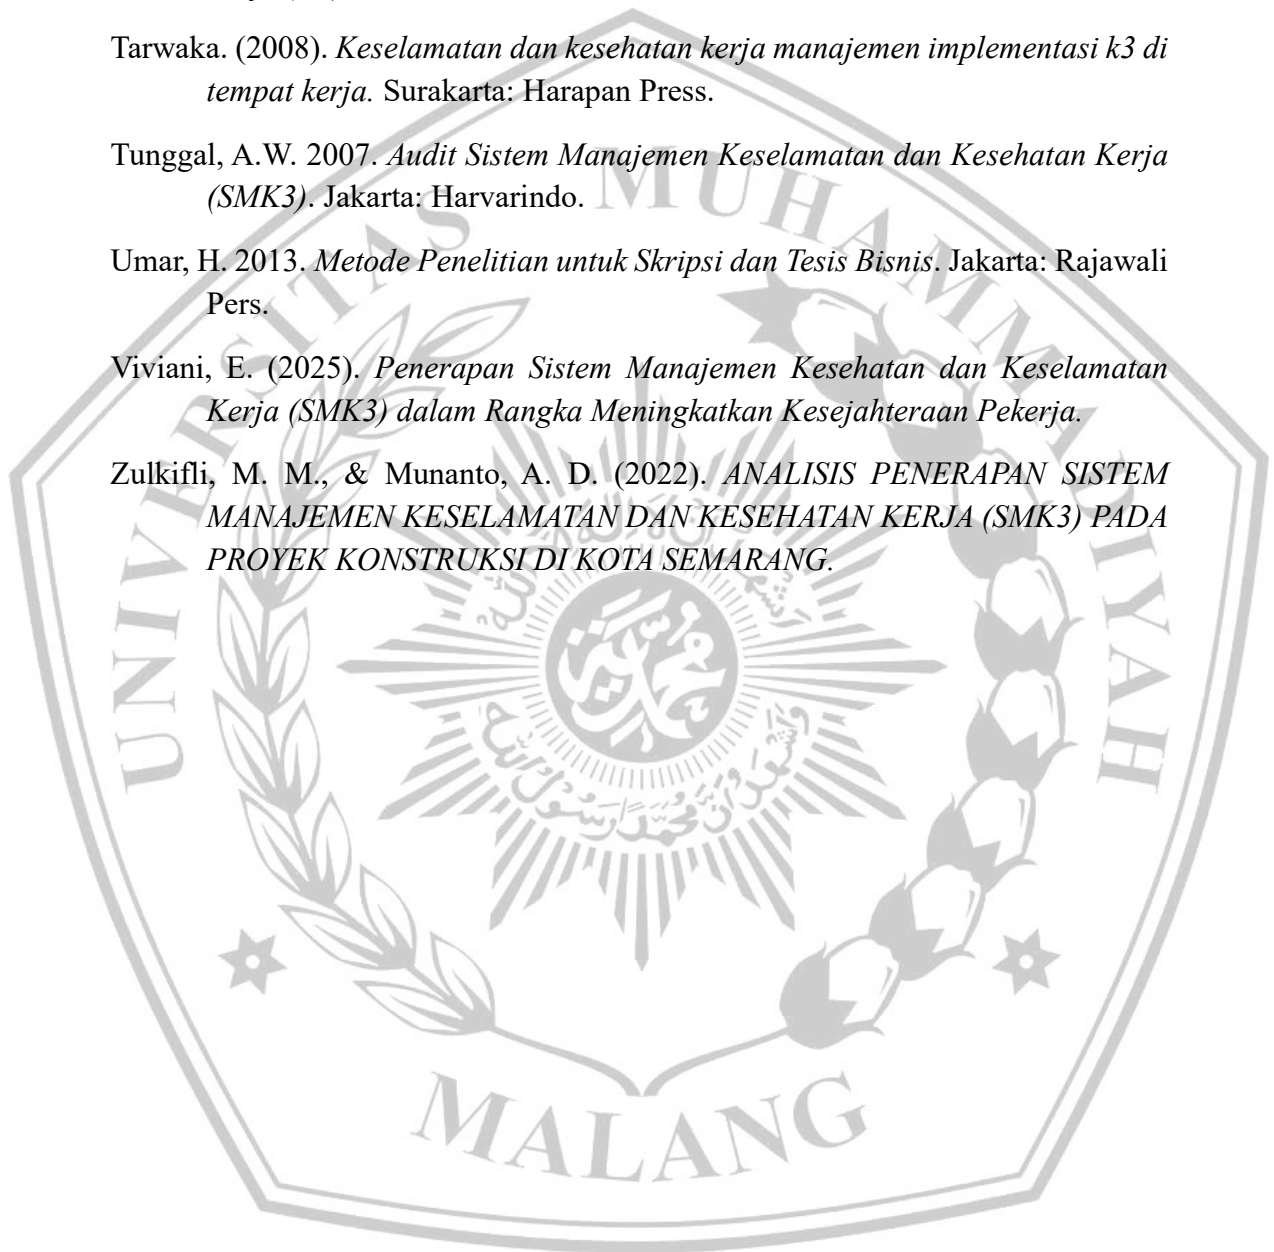 Tarwaka. (2008). Keselamatan dan kesehatan kerja manajemen implementasi k3 di
tempat kerja. Surakarta: Harapan Press.
Tunggal, A.W. 2007. Audit Sistem Manajemen Keselamatan dan Kesehatan Kerja
(SMK3). Jakarta: Harvarindo.
Umar, H. 2013. Metode Penelitian untuk Skripsi dan Tesis Bisnis. Jakarta: Rajawali
Pers.
Viviani, E. (2025). Penerapan Sistem Manajemen Kesehatan dan Keselamatan
Kerja (SMK3) dalam Rangka Meningkatkan Kesejahteraan Pekerja.
Zulkifli, M. M., & Munanto, A. D. (2022). ANALISIS PENERAPAN SISTEM
MANAJEMEN KESELAMATAN DAN KESEHATAN KERJA (SMK3) PADA
PROYEK KONSTRUKSI DI KOTA SEMARANG.
UNIVERSITAS MUHAMMADIYAH
MALANG